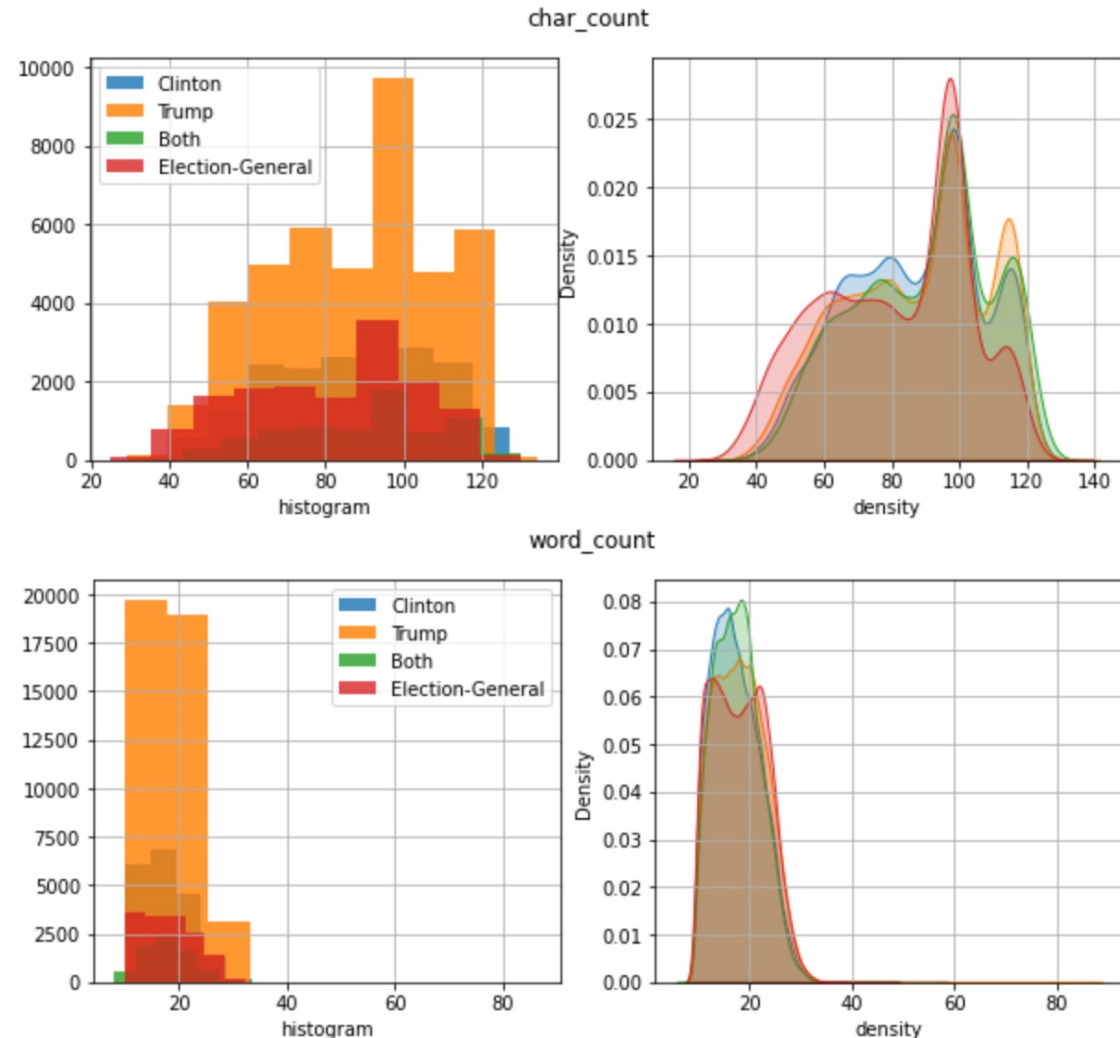 char_count
10000
8000
6000
4000
2000
0
20 40 60 80 100 120
histogram
Clinton
Trump
Both
Election-General
Density
0.025
0.020
0.015
0.010
0.005
0.000
20 40 60 80 100 120 140
density
word_count
20000
17500
15000
12500
10000
7500
5000
2500
0
20 40 60 80
histogram
Clinton
Trump
Both
Election-General
Density
0.08
0.07
0.06
0.05
0.04
0.03
0.02
0.01
0.00
20 40 60 80
density